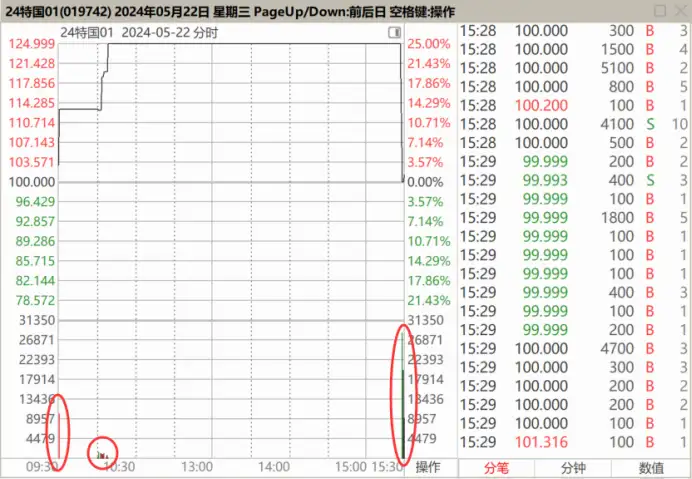 24特国01(019742) 2024年05月22日 星期三 PageUp/Down:前后日 空格键:操作
24特国01 2024-05-22 分时
124.999 25.00%
121.428 21.43%
117.856 17.86%
114.285 14.29%
110.714 10.71%
107.143 7.14%
103.571 3.57%
100.000 0.00%
96.429 3.57%
92.857 7.14%
89.286 10.71%
85.715 14.29%
82.144 17.86%
78.572 21.43%
31350 31350
26871 26871
22393 22393
17914 17914
13436 13436
8957 8957
4479 4479
09:30 10:30 13:00 14:00 15:00 15:30 操作
15:28 100.000 300 B 3
15:28 100.000 1500 B 4
15:28 100.000 5100 B 2
15:28 100.000 800 B 5
15:28 100.200 100 B 1
15:28 100.000 4100 S 10
15:28 100.000 500 B 2
15:29 99.999 200 B 2
15:29 99.993 400 S 3
15:29 99.999 100 B 1
15:29 99.999 1800 B 5
15:29 99.999 100 B 1
15:29 99.999 100 B 1
15:29 99.999 100 B 1
15:29 99.999 400 B 3
15:29 99.999 100 B 1
15:29 99.999 200 B 1
15:29 100.000 4700 B 3
15:29 100.000 300 B 3
15:29 100.000 200 B 2
15:29 100.000 200 B 2
15:29 100.000 100 B 1
15:29 101.316 100 B 1
分笔 分钟 数值